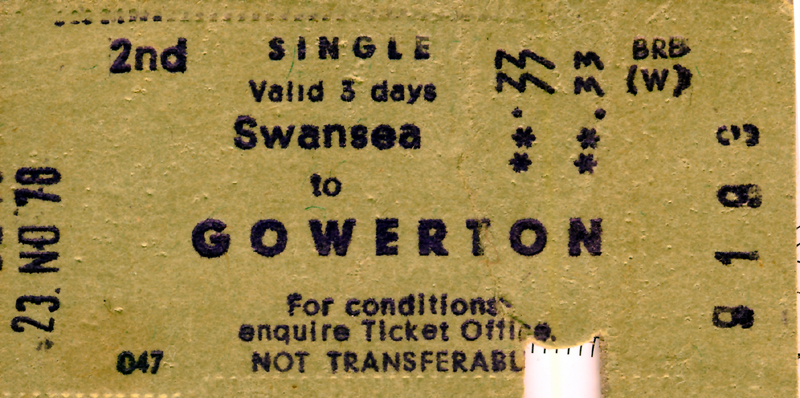 2nd SINGLE BRB
Valid 3 days (W)
Swansea
to
GOWERTON
For conditions
enquire Ticket Office.
047 NOT TRANSFERABL
23. NO 78